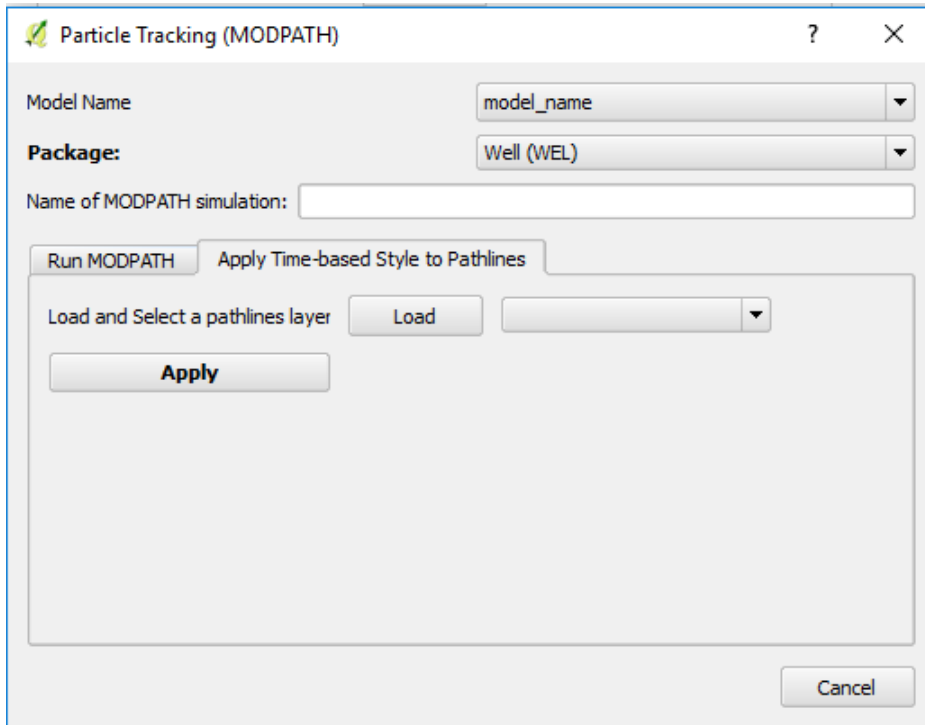 Particle Tracking (MODPATH) ?
Model Name model_name
Package: Well (WEL)
Name of MODPATH simulation:
Run MODPATH Apply Time-based Style to Pathlines
Load and Select a pathlines layer Load
Apply
Cancel